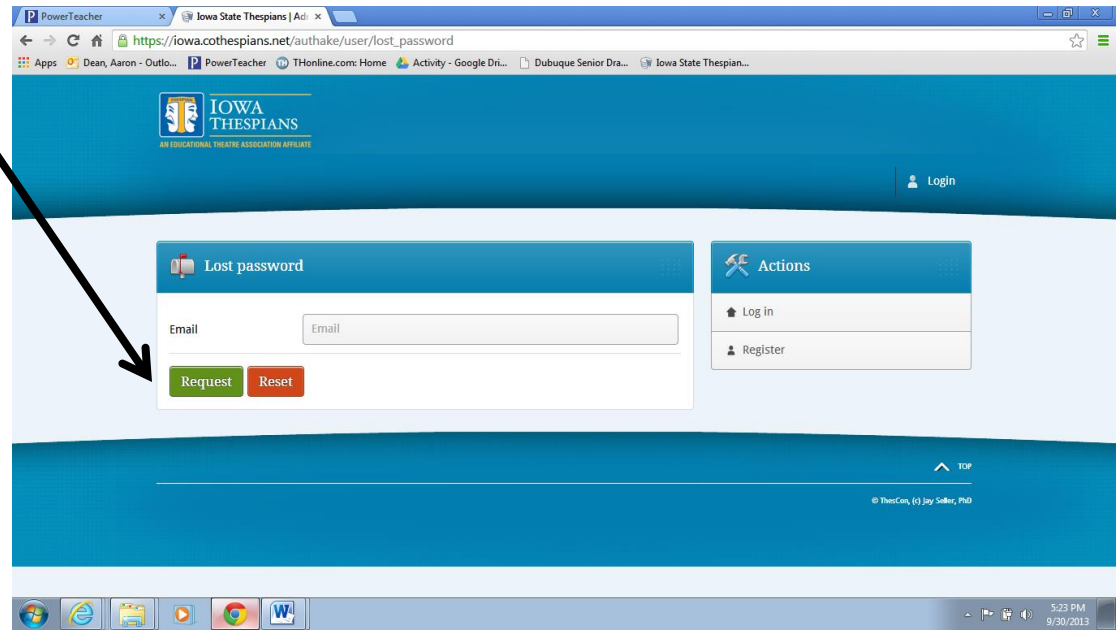 PowerTeacher
Iowa State Thespians | Adi
https://iowa.cothespians.net/authake/user/lost_password
Apps Dean, Aaron - Outlo... PowerTeacher THonline.com: Home Activity - Google Dri... Dubuque Senior Dra... Iowa State Thespian...
IOWA
THESPIANS
AN EDUCATIONAL THEATRE ASSOCIATION AFFILIATE
Login
Lost password
Email Email
Request Reset
Actions
Log in
Register
TOP
© ThesCon, (c) Jay Seller, PhD
5:23 PM
9/30/2013